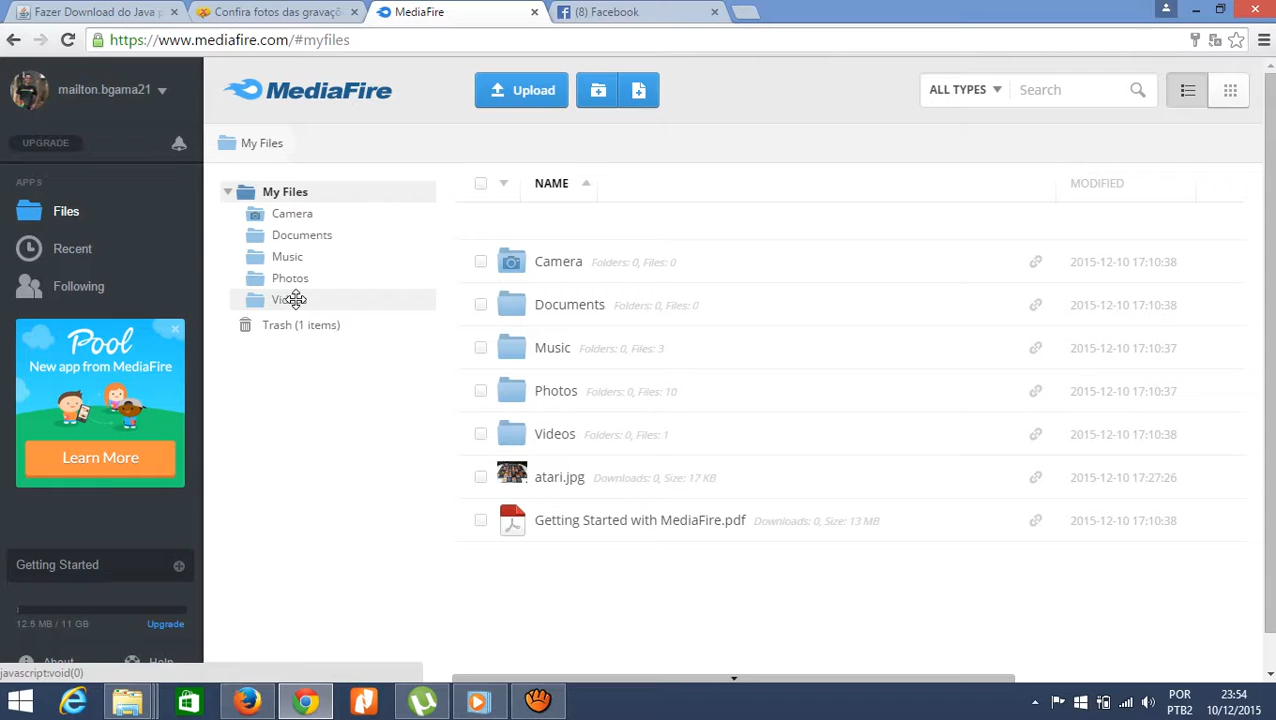 Fazer Download do Java p
Confira fotos das gravaçõ
MediaFire
(8) Facebook
https://www.mediafire.com/#myfiles
mailton.bgama21
MediaFire
Upload
ALL TYPES
Search
UPGRADE
My Files
APPS
Files
Recent
Following
My Files
Camera
Documents
Music
Photos
Trash (1 items)
NAME
MODIFIED
Camera Folders: 0, Files: 0 2015-12-10 17:10:38
Documents Folders: 0, Files: 0 2015-12-10 17:10:38
Music Folders: 0, Files: 3 2015-12-10 17:10:37
Photos Folders: 0, Files: 10 2015-12-10 17:10:37
Videos Folders: 0, Files: 1 2015-12-10 17:10:38
atari.jpg Downloads: 0, Size: 17 KB 2015-12-10 17:27:26
Getting Started with MediaFire.pdf Downloads: 0, Size: 13 MB 2015-12-10 17:10:38
Pool
New app from MediaFire
Learn More
Getting Started
12.5 MB / 11 GB
Upgrade
About
Help
javascript:void(0)
POR
PTB2
23:54
10/12/2015